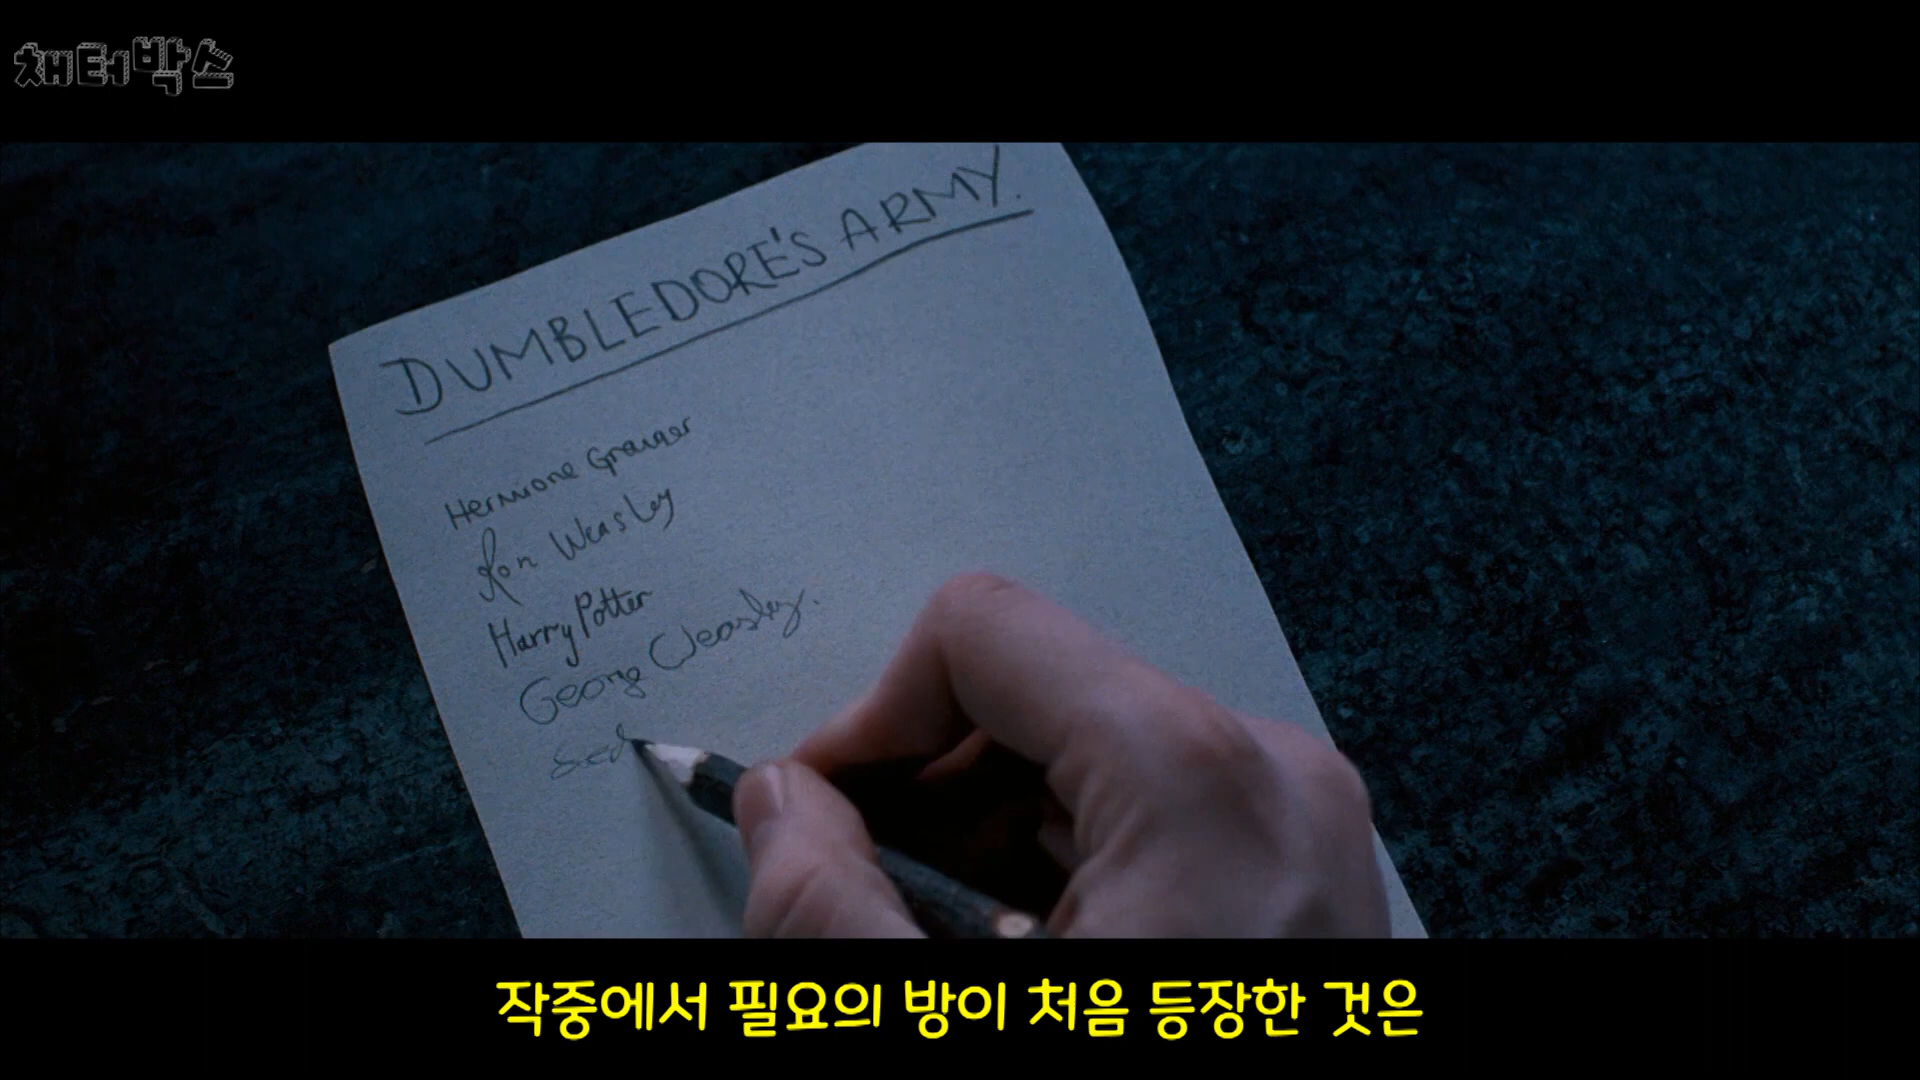 채터박스
DUMBLEDORE'S ARMY.
Hermione Granger
Ron Weasley
Harry Potter
George Weasley.
작중에서 필요의 방이 처음 등장한 것은